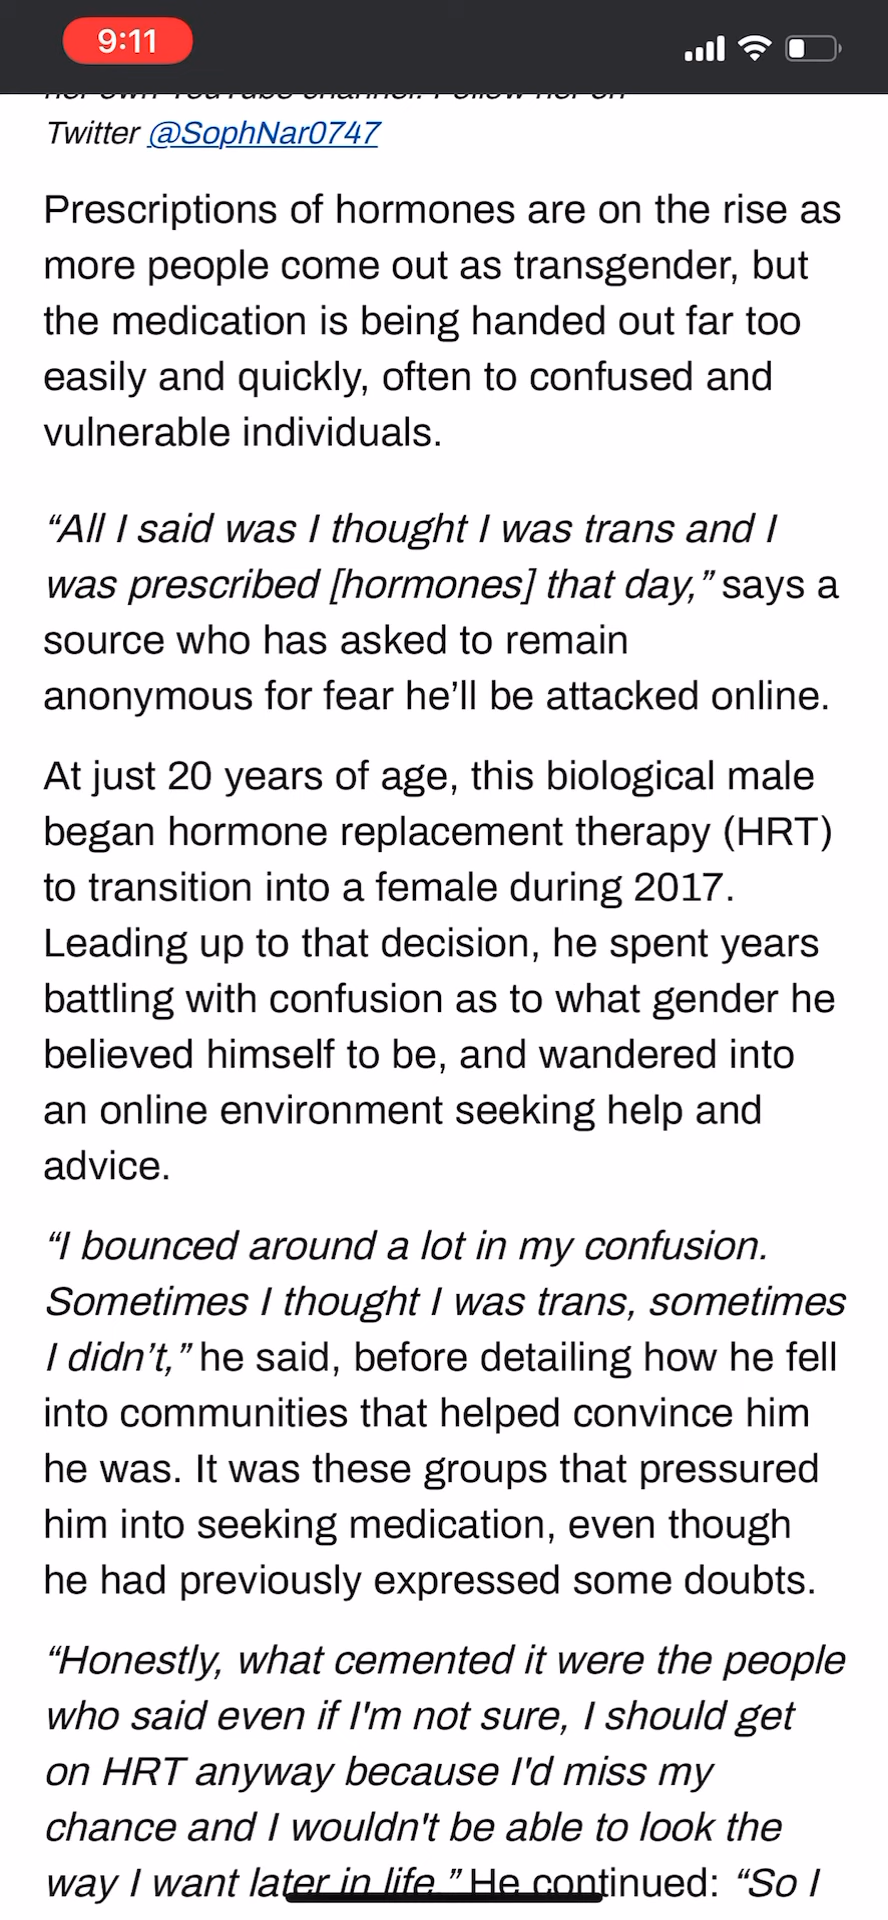 9:11
her own YouTube channel. Follow her on
Twitter @SophNar0747
Prescriptions of hormones are on the rise as
more people come out as transgender, but
the medication is being handed out far too
easily and quickly, often to confused and
vulnerable individuals.
“All I said was I thought I was trans and I
was prescribed [hormones] that day,” says a
source who has asked to remain
anonymous for fear he’ll be attacked online.
At just 20 years of age, this biological male
began hormone replacement therapy (HRT)
to transition into a female during 2017.
Leading up to that decision, he spent years
battling with confusion as to what gender he
believed himself to be, and wandered into
an online environment seeking help and
advice.
“I bounced around a lot in my confusion.
Sometimes I thought I was trans, sometimes
I didn’t,” he said, before detailing how he fell
into communities that helped convince him
he was. It was these groups that pressured
him into seeking medication, even though
he had previously expressed some doubts.
“Honestly, what cemented it were the people
who said even if I'm not sure, I should get
on HRT anyway because I'd miss my
chance and I wouldn't be able to look the
way I want later in life.” He continued: “So I